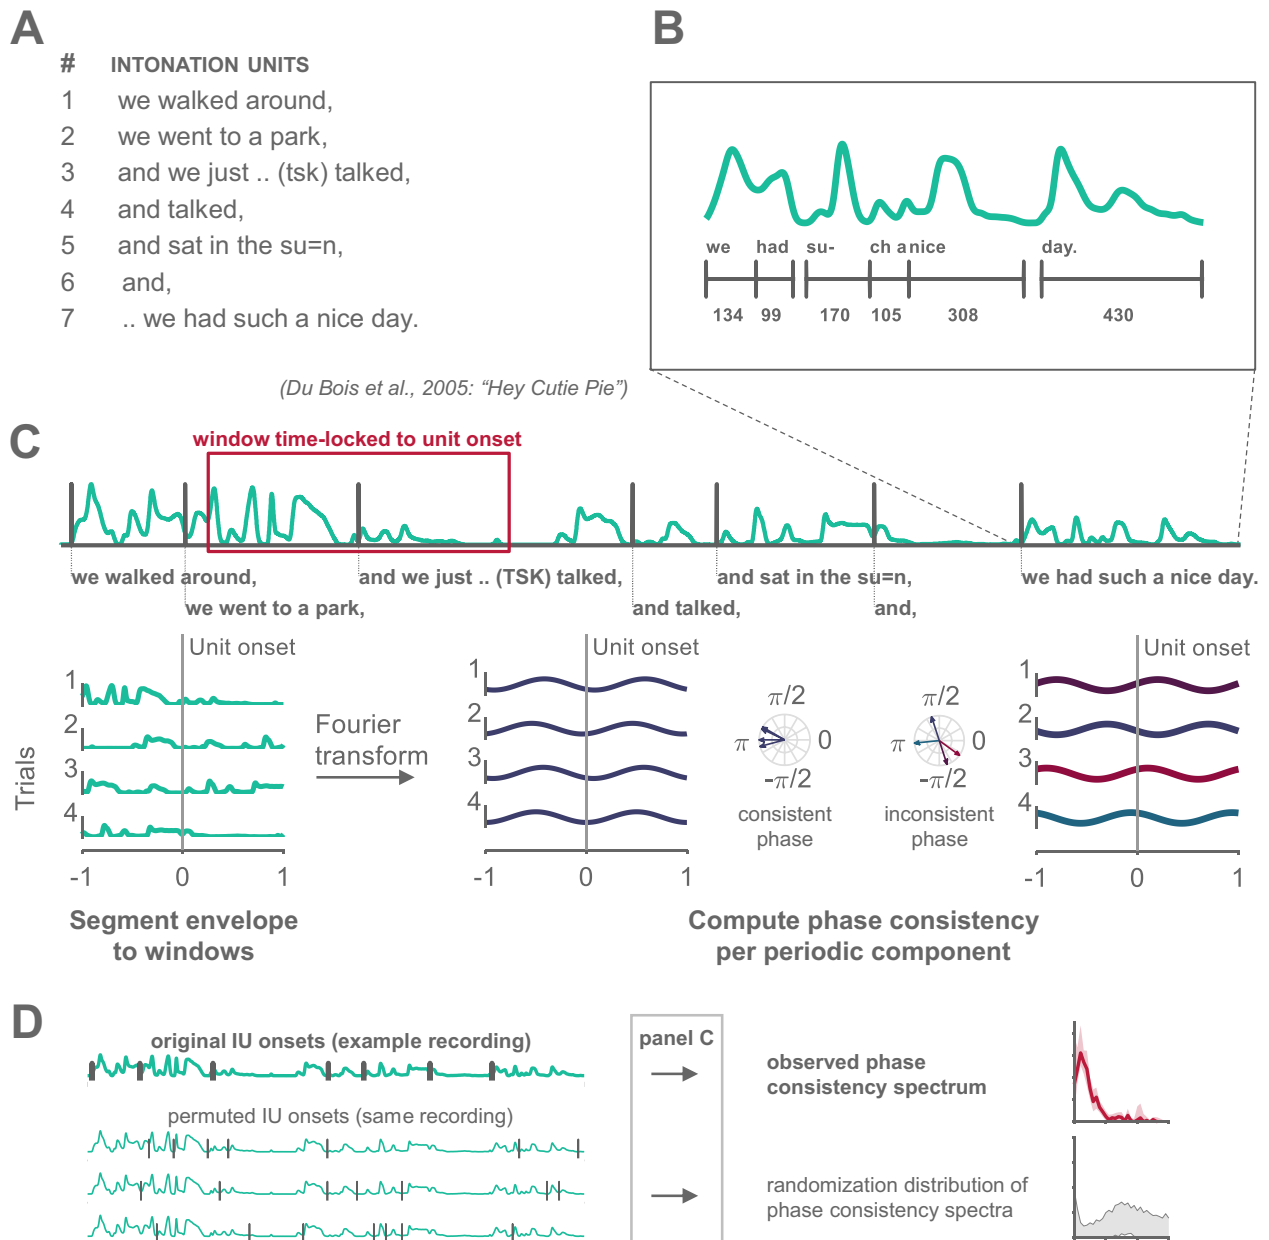 A
# INTONATION UNITS
1 we walked around,
2 we went to a park,
3 and we just .. (tsk) talked,
4 and talked,
5 and sat in the su=n,
6 and,
7 .. we had such a nice day.
(Du Bois et al., 2005: “Hey Cutie Pie”)
B
we had su- ch a nice day.
134 99 170 105 308 430
C
window time-locked to unit onset
we walked around, and we just .. (TSK) talked, and sat in the su=n, we had such a nice day.
we went to a park, and talked, and,
Unit onset
Trials
1
2
3
4
-1 0 1
Segment envelope
to windows
Fourier
transform
Unit onset
1
2
3
4
-1 0 1
π/2
π 0
-π/2
consistent
phase
π/2
π 0
-π/2
inconsistent
phase
Unit onset
1
2
3
4
-1 0 1
Compute phase consistency
per periodic component
D
original IU onsets (example recording)
permuted IU onsets (same recording)
panel C
observed phase
consistency spectrum
randomization distribution of
phase consistency spectra